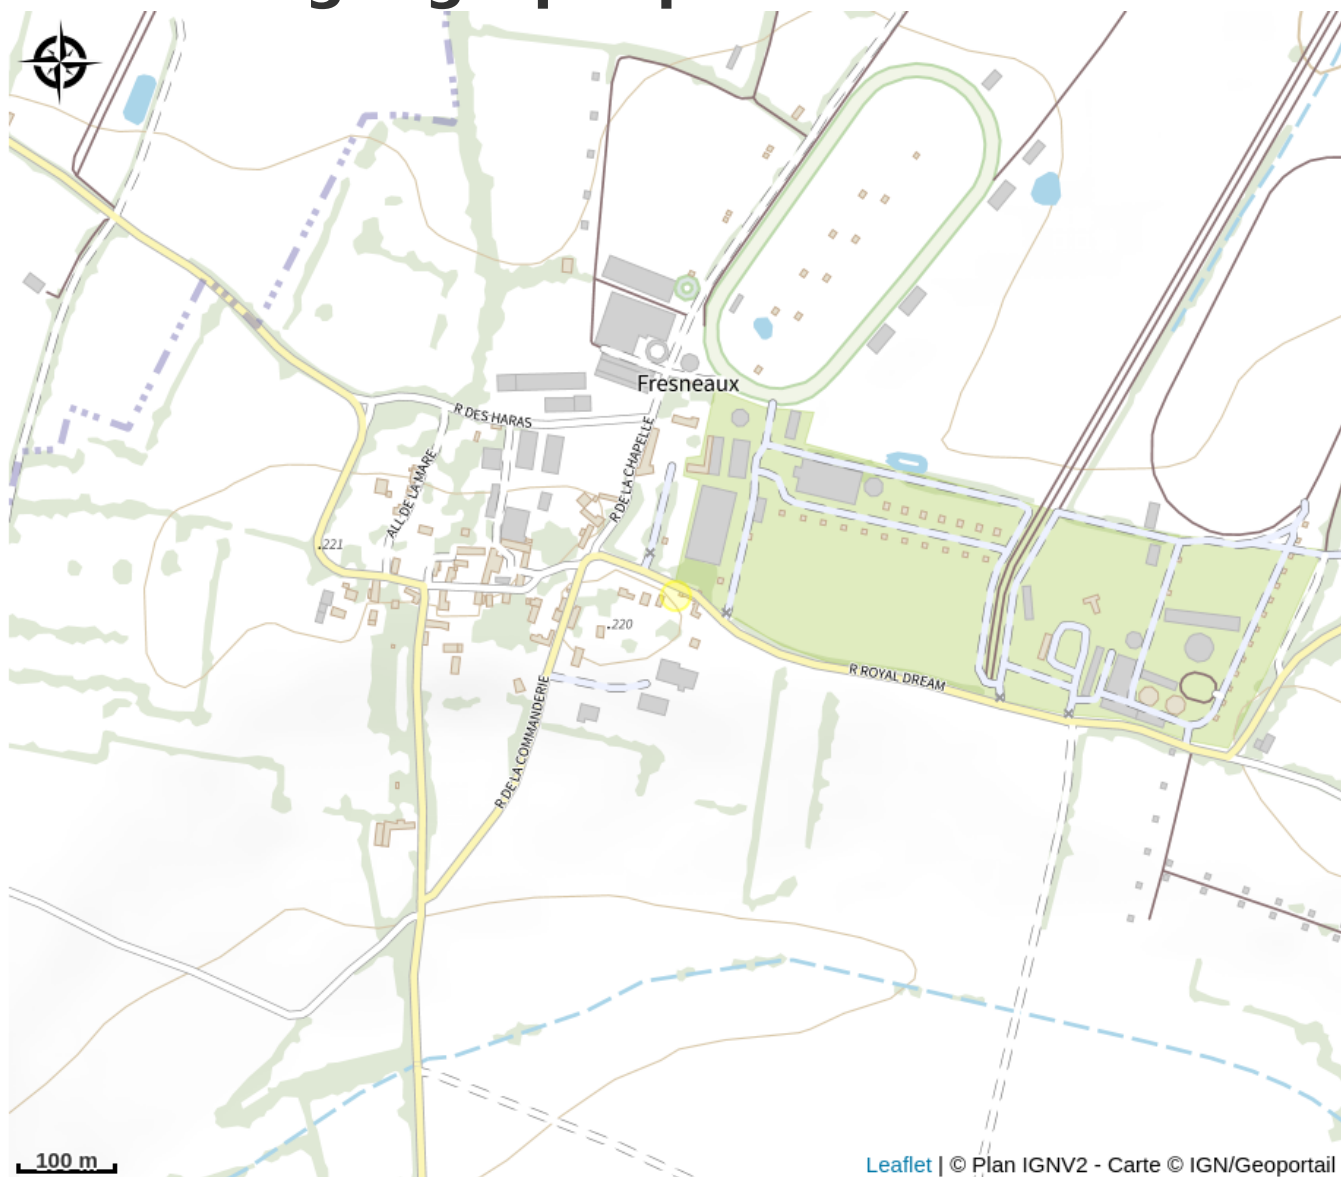 Fresneaux
R DES HARAS
ALL DE LA MARE
R DE LA CHAPELLE
221
220
R ROYAL DREAM
R DE LA COMMANDERIE
100 m
Leaflet | © Plan IGNV2 - Carte © IGN/Geoportail